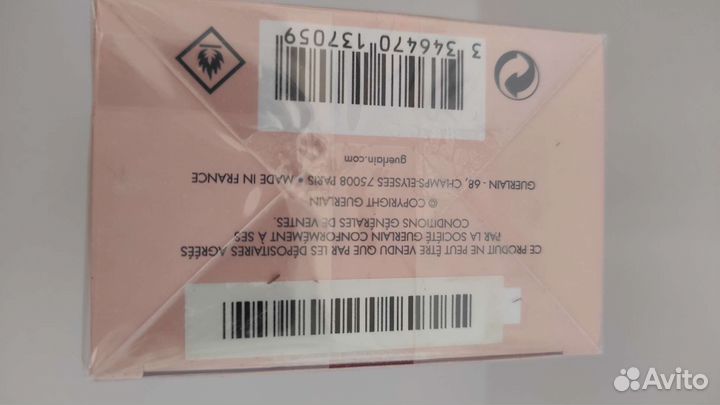 CE PRODUIT NE PEUT ÊTRE VENDU QUE PAR LES DÉPOSITAIRES AGRÉÉS
PAR LA SOCIÉTÉ GUERLAIN CONFORMÉMENT À SES
CONDITIONS GÉNÉRALES DE VENTES.
© COPYRIGHT GUERLAIN
GUERLAIN - 68, CHAMPS-ELYSEES 75008 PARIS • MADE IN FRANCE
guerlain.com
3 346470 137059
Avito